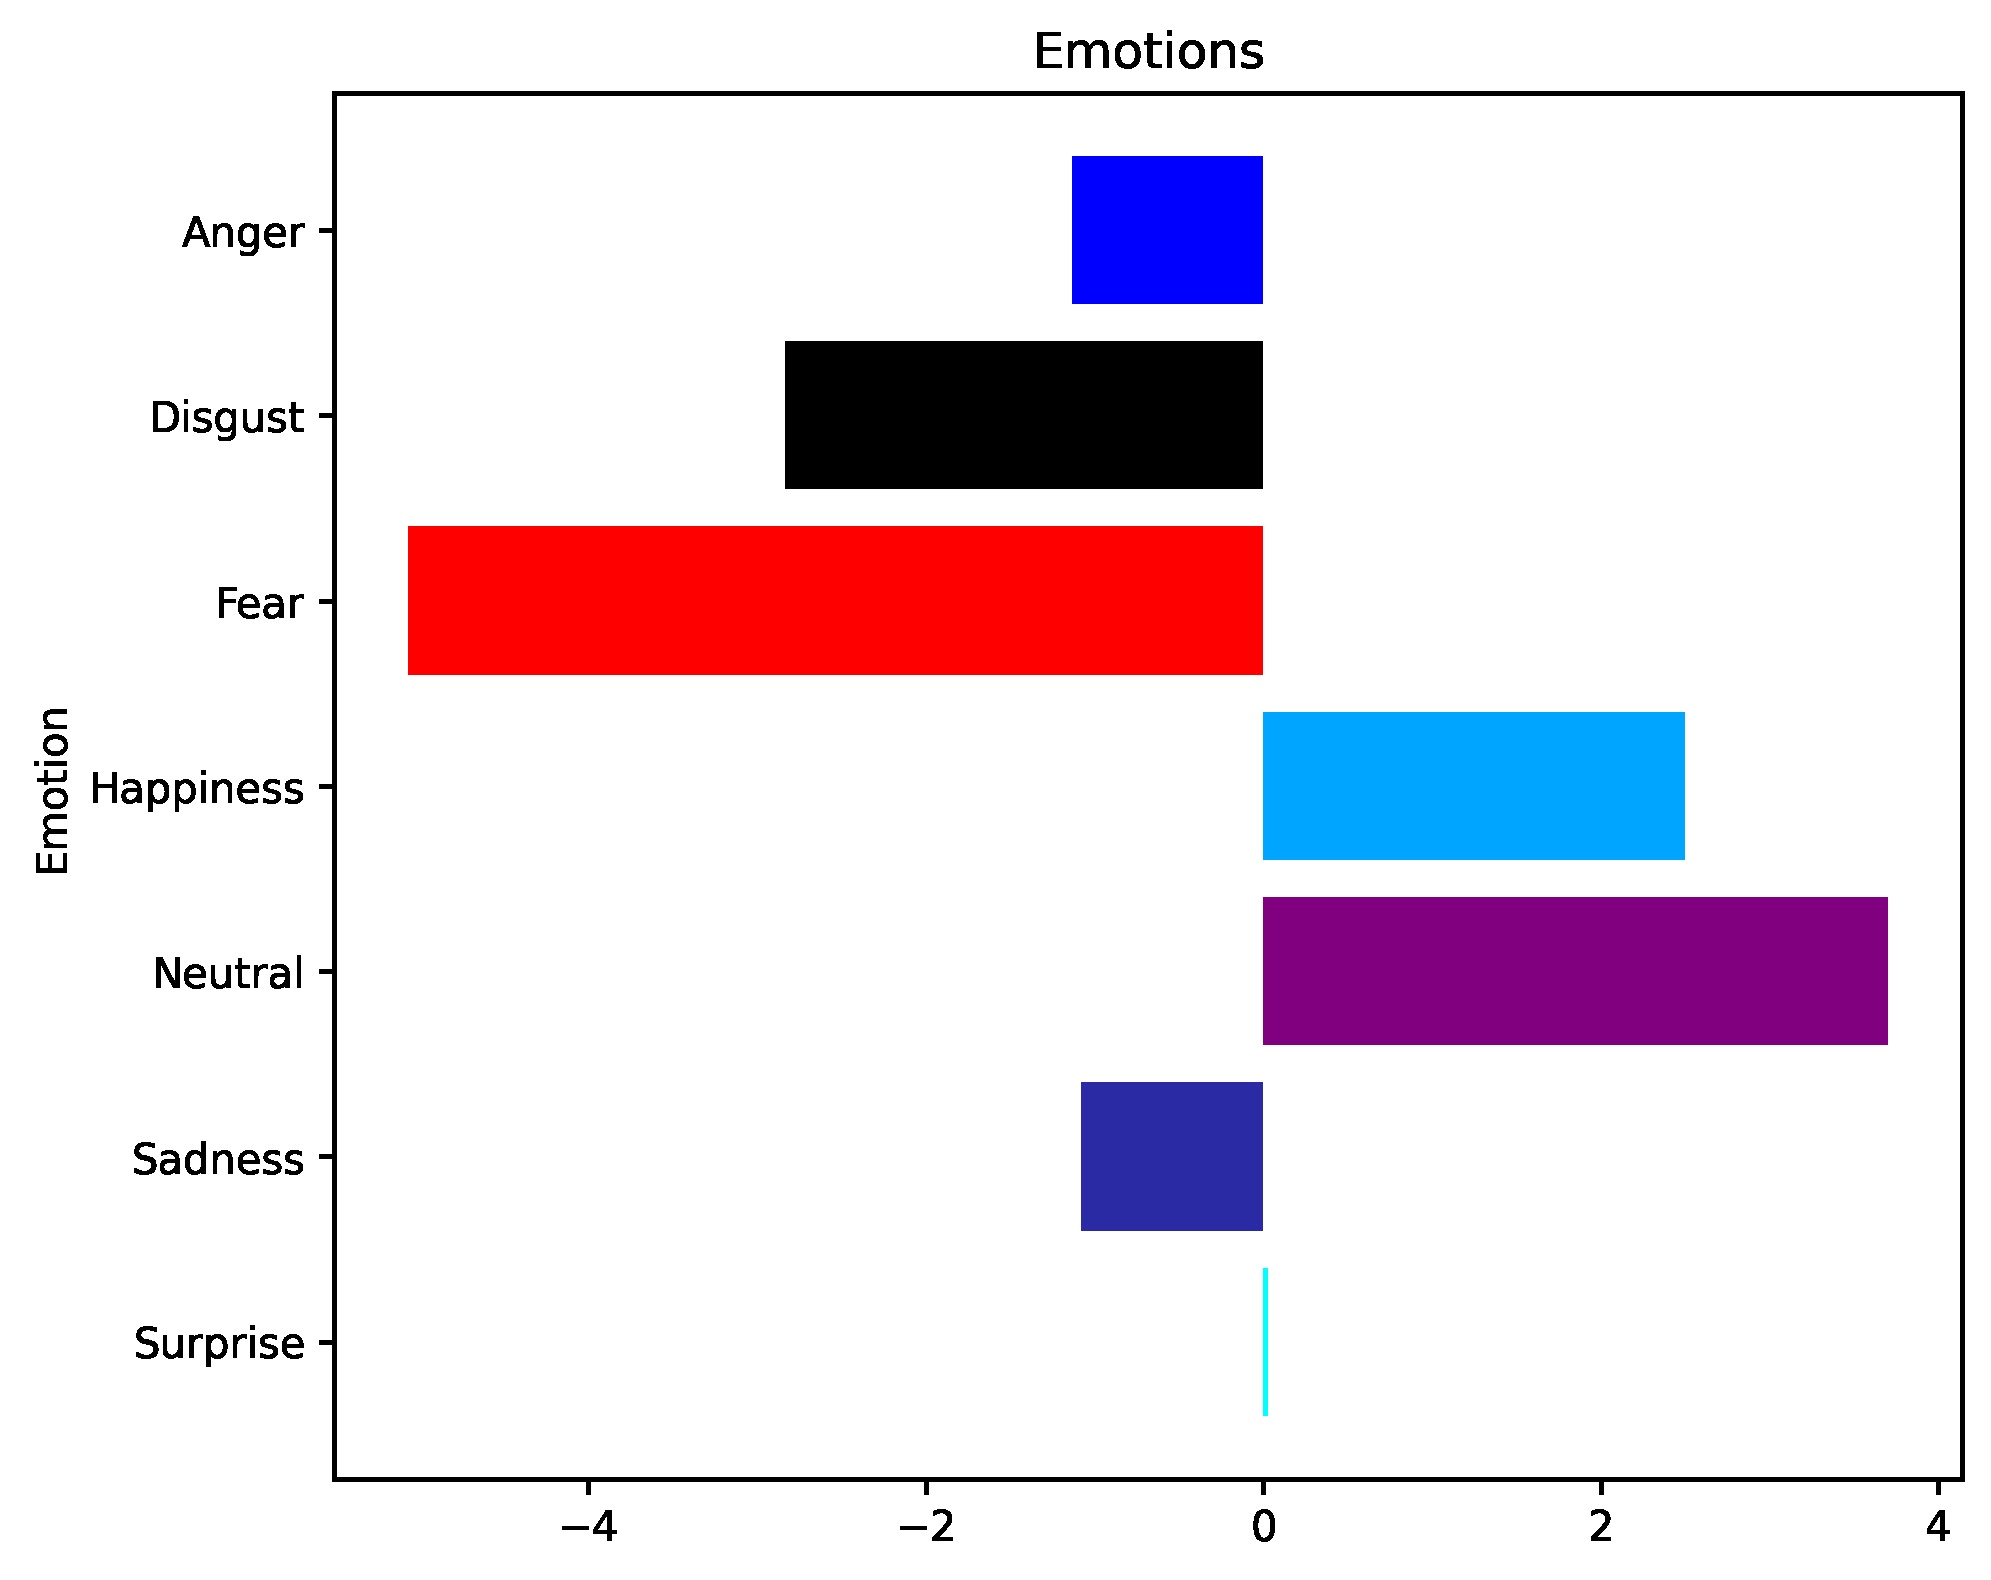 Emotions
Anger
Disgust
Fear
Happiness
Neutral
Sadness
Surprise
Emotion
−4 −2 0 2 4